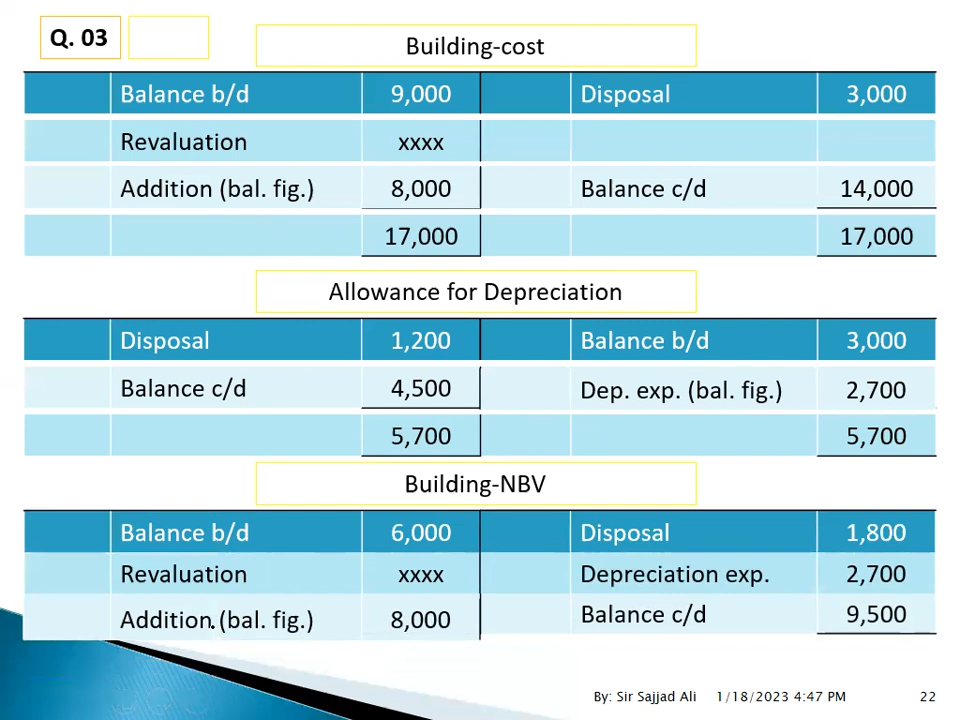 Q. 03
Building-cost
Balance b/d 9,000 Disposal 3,000
Revaluation xxxx
Addition (bal. fig.) 8,000 Balance c/d 14,000
17,000 17,000
Allowance for Depreciation
Disposal 1,200 Balance b/d 3,000
Balance c/d 4,500 Dep. exp. (bal. fig.) 2,700
5,700 5,700
Building-NBV
Balance b/d 6,000 Disposal 1,800
Revaluation xxxx Depreciation exp. 2,700
Addition (bal. fig.) 8,000 Balance c/d 9,500
By: Sir Sajjad Ali 1/18/2023 4:47 PM 22